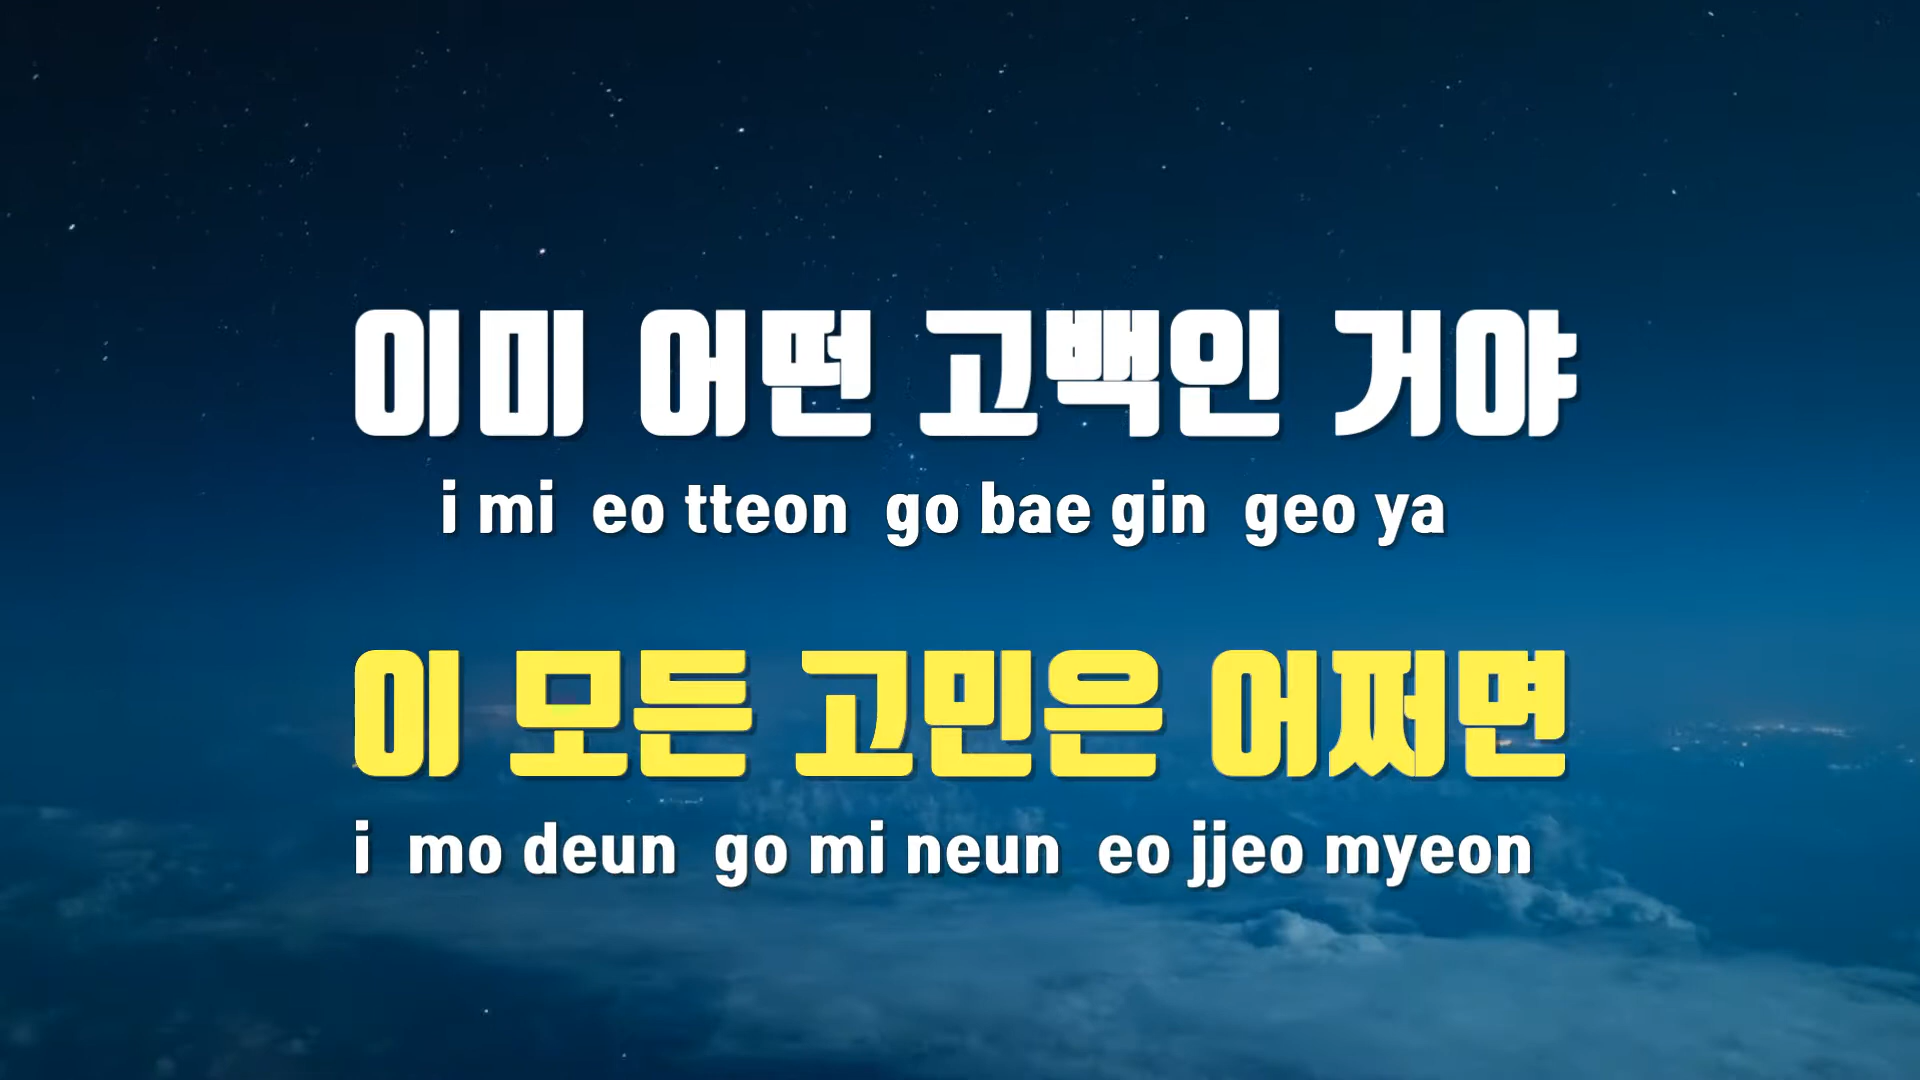 이미 어떤 고백인 거야
i mi eo tteon go bae gin geo ya
이 모든 고민은 어쩌면
i mo deun go mi neun eo jjeo myeon